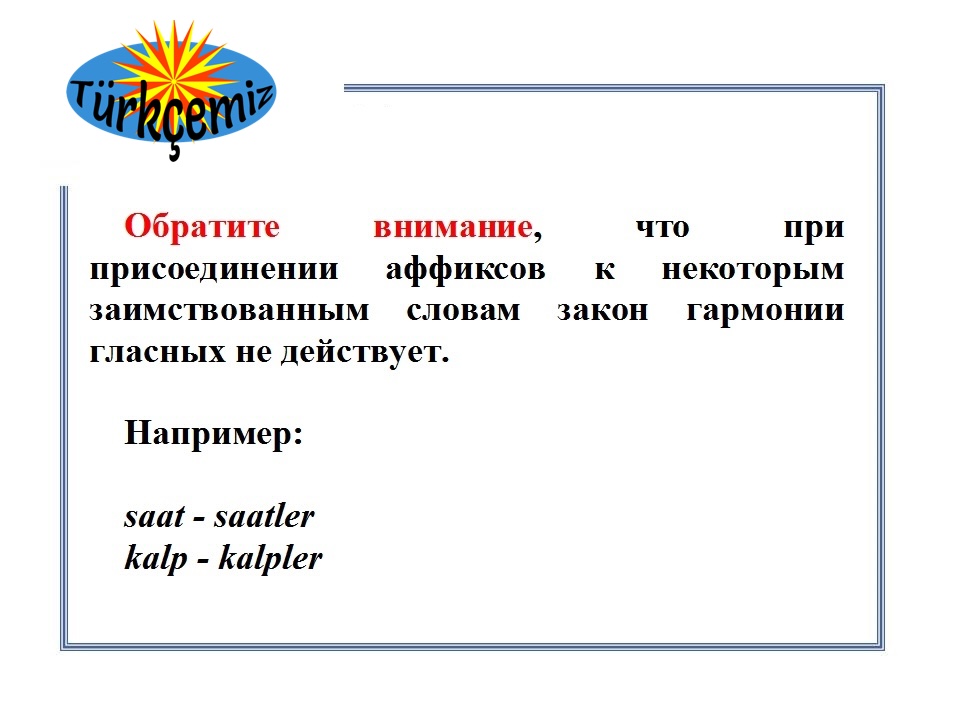 Türkçemiz
Обратите внимание, что при
присоединении аффиксов к некоторым
заимствованным словам закон гармонии
гласных не действует.
Например:
saat - saatler
kalp - kalpler